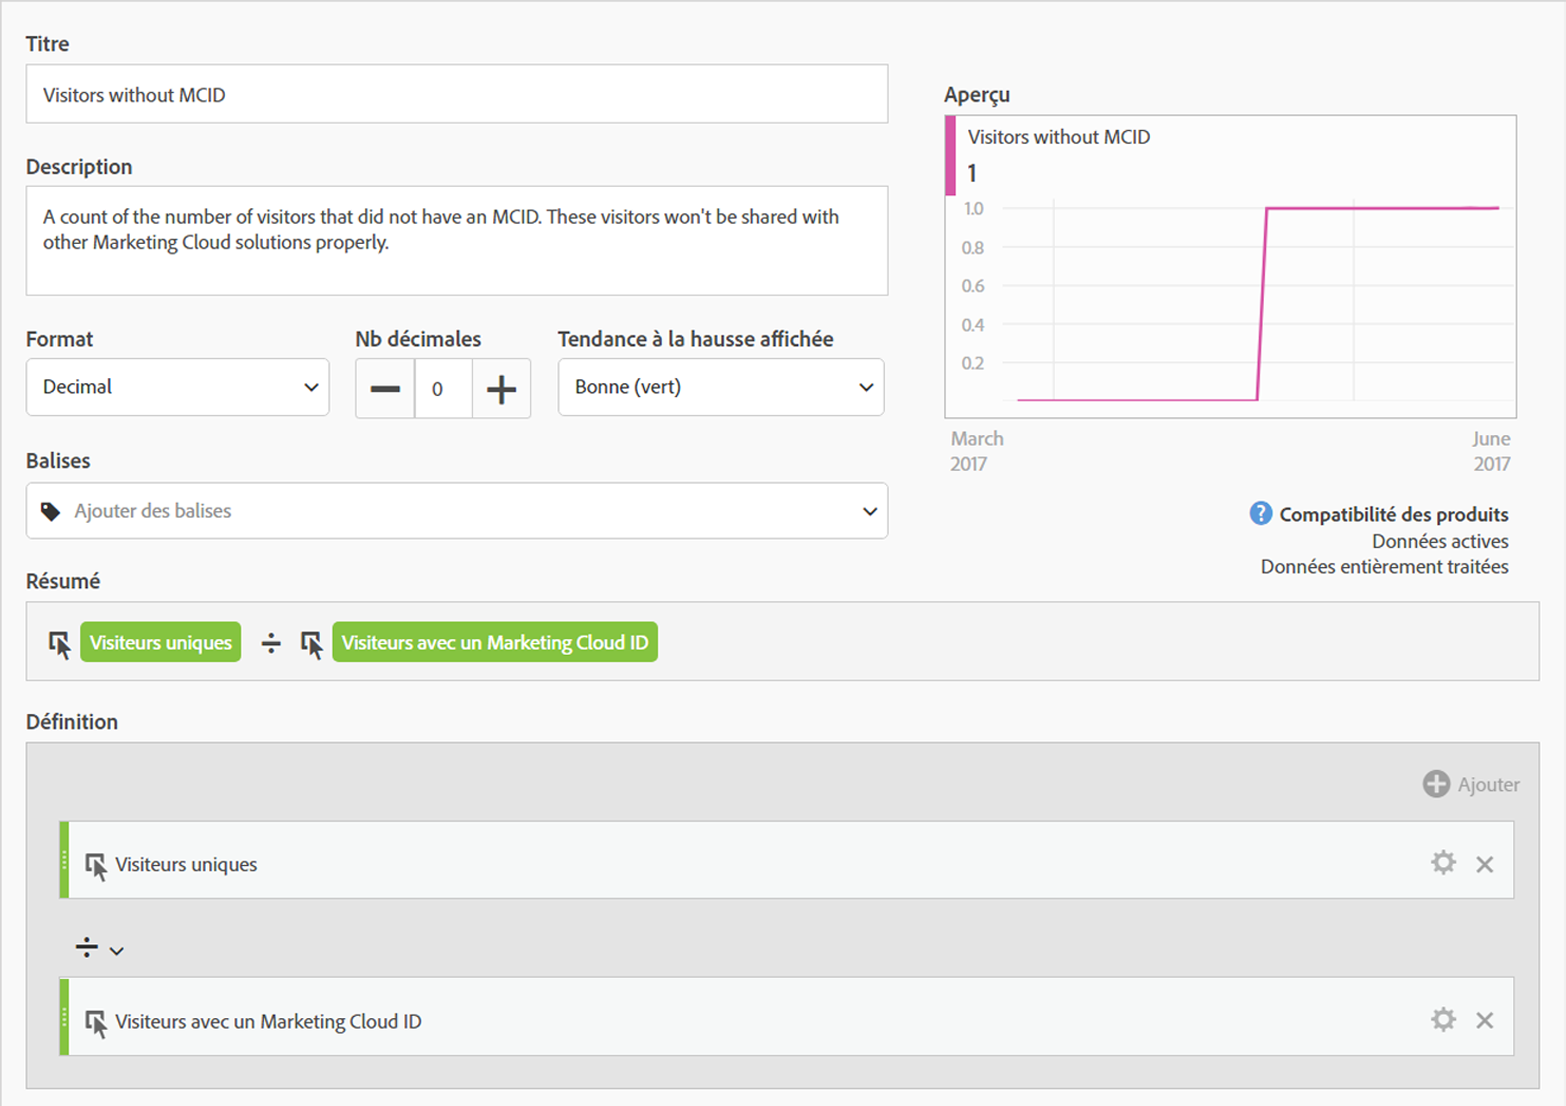 Titre
Visitors without MCID
Description
A count of the number of visitors that did not have an MCID. These visitors won't be shared with
other Marketing Cloud solutions properly.
Format
Nb décimales
Tendance à la hausse affichée
Decimal
0
Bonne (vert)
Balises
Ajouter des balises
Aperçu
Visitors without MCID
1
1.0
0.8
0.6
0.4
0.2
March
2017
June
2017
? Compatibilité des produits
Données actives
Données entièrement traitées
Résumé
Visiteurs uniques ÷ Visiteurs avec un Marketing Cloud ID
Définition
Ajouter
Visiteurs uniques
÷
Visiteurs avec un Marketing Cloud ID